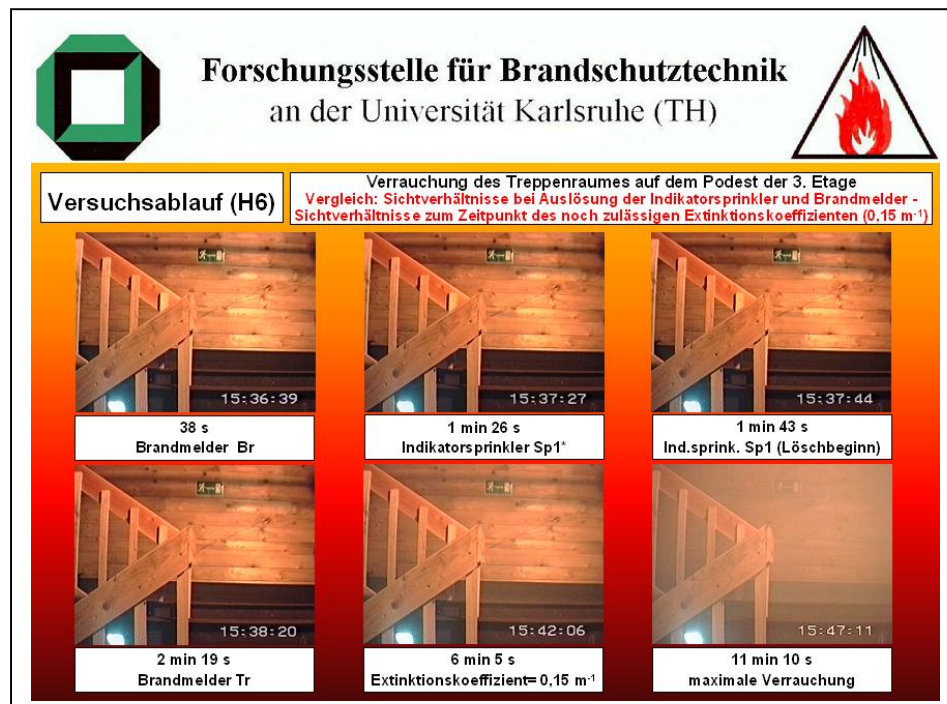 Forschungsstelle für Brandschutztechnik
an der Universität Karlsruhe (TH)
Versuchsablauf (H6)
Verrauchung des Treppenraumes auf dem Podest der 3. Etage
Vergleich: Sichtverhältnisse bei Auslösung der Indikatorsprinkler und Brandmelder -
Sichtverhältnisse zum Zeitpunkt des noch zulässigen Extinktionskoeffizienten (0,15 m⁻¹)
15:36:39
15:37:27
15:37:44
38 s
Brandmelder Br
1 min 26 s
Indikatorsprinkler Sp1*
1 min 43 s
Ind.sprink. Sp1 (Löschbeginn)
15:38:20
15:42:06
15:47:11
2 min 19 s
Brandmelder Tr
6 min 5 s
Extinktionskoeffizient= 0,15 m⁻¹
11 min 10 s
maximale Verrauchung